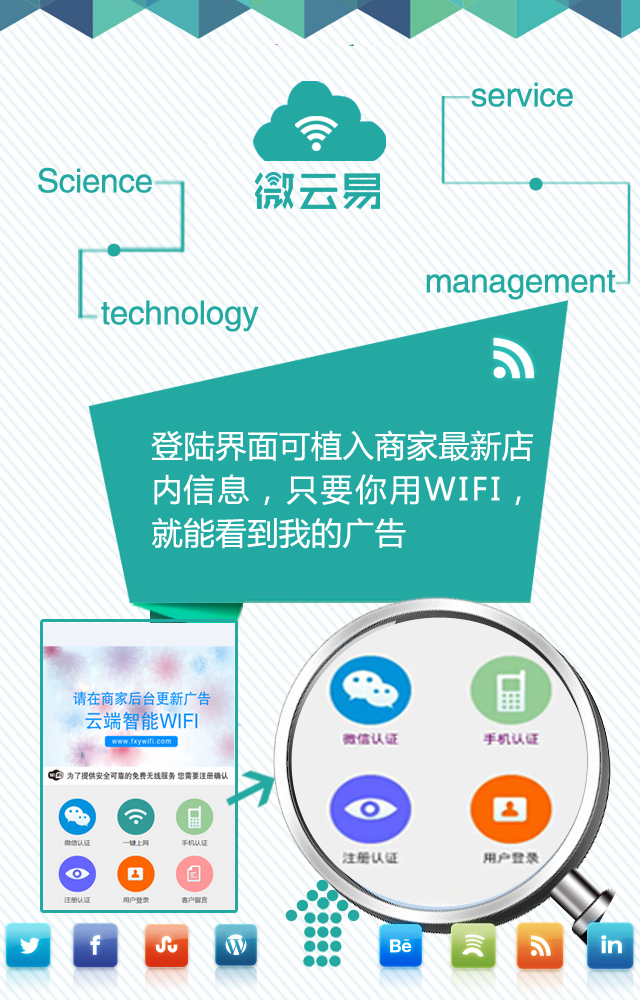 service
微云易
Science
management
technology
登陆界面可植入商家最新店
内信息，只要你用WIFI，
就能看到我的广告
请在商家后台更新广告
云端智能WIFI
www.fxywifi.com
WiFi 为了提供安全可靠的免费无线服务 您需要注册确认
微信认证 一键上网 手机认证
注册认证 用户登录 客户留言
微信认证 手机认证
注册认证 用户登录
Bē
in